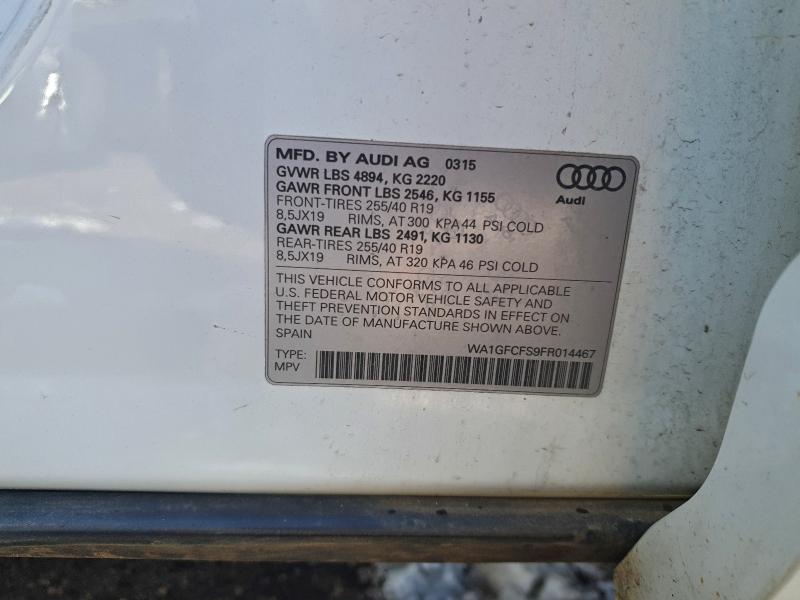 MFD. BY AUDI AG 0315
GVWR LBS 4894, KG 2220
GAWR FRONT LBS 2546, KG 1155
FRONT-TIRES 255/40 R19
8,5JX19 RIMS, AT 300 KPA 44 PSI COLD
GAWR REAR LBS 2491, KG 1130
REAR-TIRES 255/40 R19
8,5JX19 RIMS, AT 320 KPA 46 PSI COLD
Audi
THIS VEHICLE CONFORMS TO ALL APPLICABLE
U.S. FEDERAL MOTOR VEHICLE SAFETY AND
THEFT PREVENTION STANDARDS IN EFFECT ON
THE DATE OF MANUFACTURE SHOWN ABOVE.
SPAIN
WA1GFCFS9FR014467
TYPE:
MPV